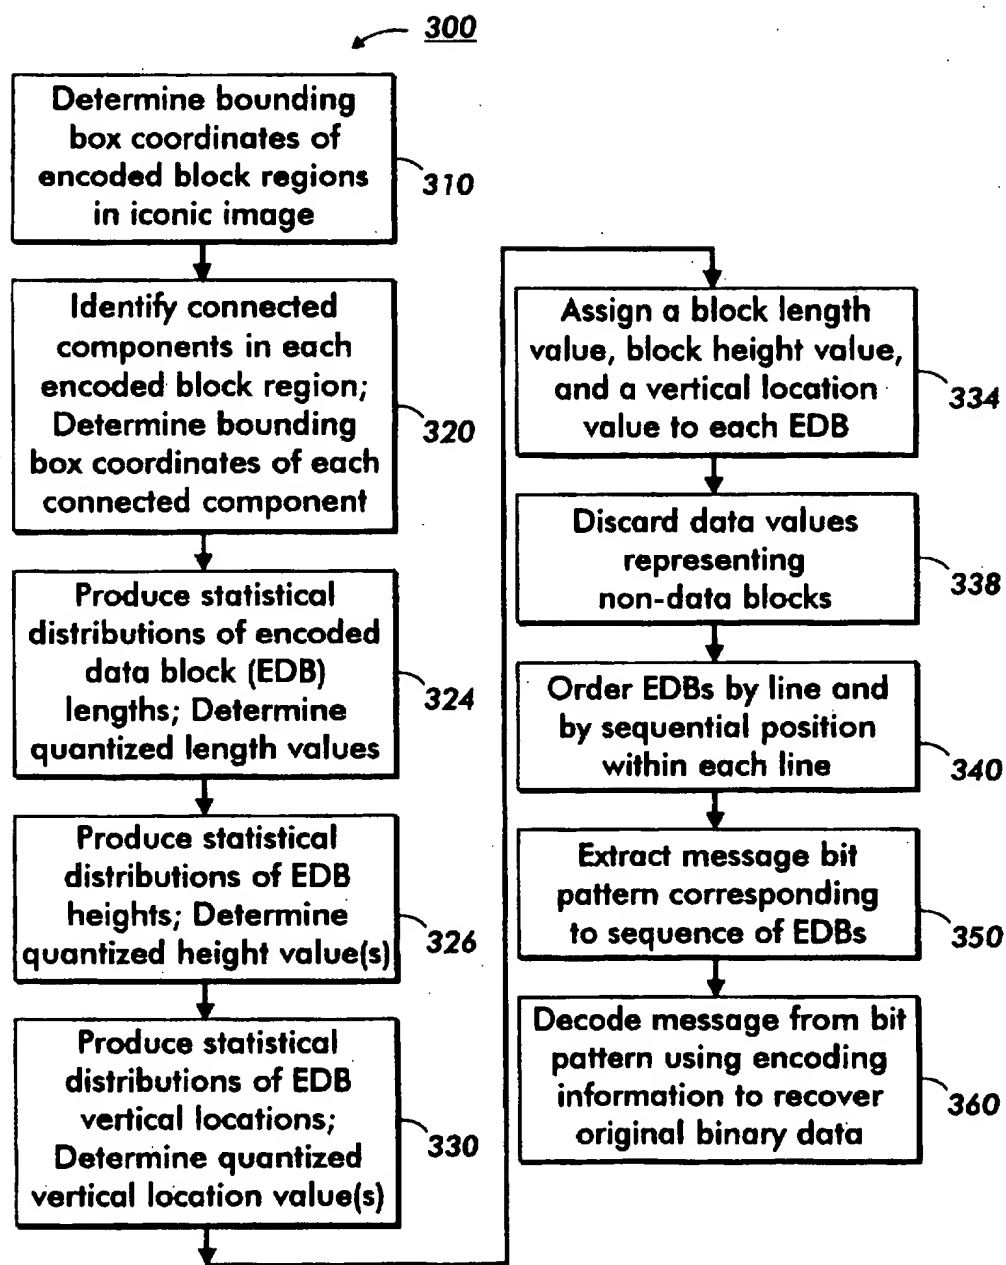 300
Determine bounding
box coordinates of
encoded block regions
in iconic image
310
Identify connected
components in each
encoded block region;
Determine bounding
box coordinates of each
connected component
320
Produce statistical
distributions of encoded
data block (EDB)
lengths; Determine
quantized length values
324
Produce statistical
distributions of EDB
heights; Determine
quantized height value(s)
326
Produce statistical
distributions of EDB
vertical locations;
Determine quantized
vertical location value(s)
330
Assign a block length
value, block height value,
and a vertical location
value to each EDB
334
Discard data values
representing
non-data blocks
338
Order EDBs by line and
by sequential position
within each line
340
Extract message bit
pattern corresponding
to sequence of EDBs
350
Decode message from bit
pattern using encoding
information to recover
original binary data
360